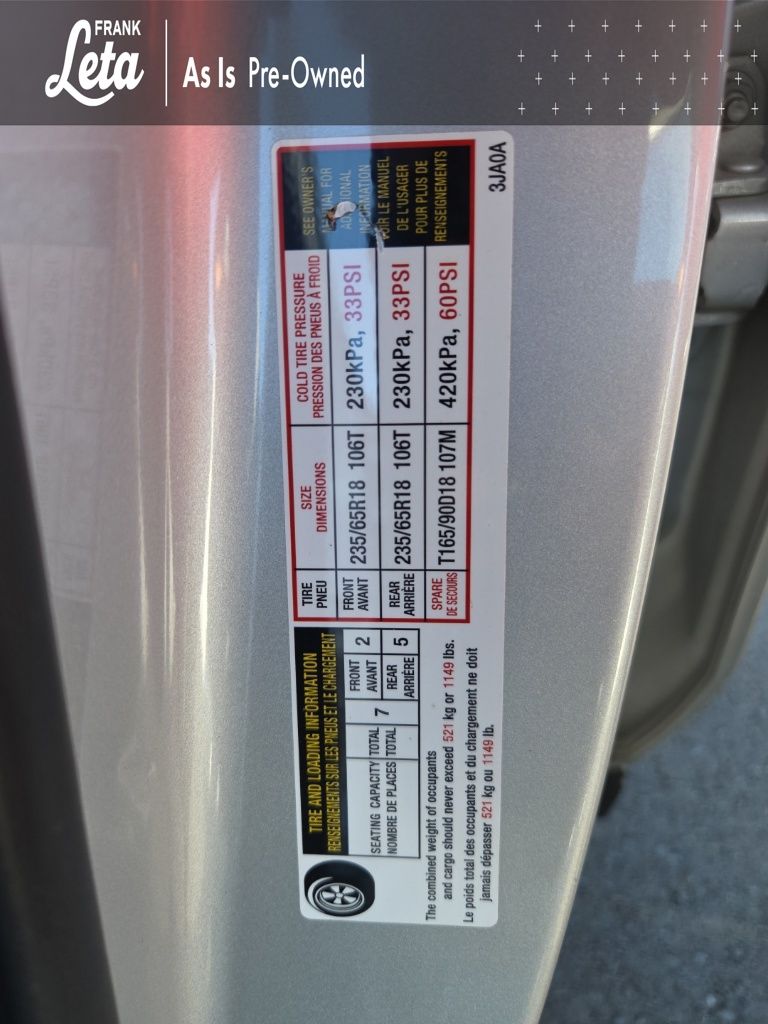 FRANK
Leta
As Is Pre-Owned
TIRE AND LOADING INFORMATION
RENSEIGNEMENTS SUR LES PNEUS ET LE CHARGEMENT
SEATING CAPACITY
NOMBRE DE PLACES
TOTAL
TOTAL
7
FRONT
AVANT
2
REAR
ARRIÈRE
5
The combined weight of occupants
and cargo should never exceed 521 kg or 1149 lbs.
Le poids total des occupants et du chargement ne doit
jamais dépasser 521 kg ou 1149 lb.
TIRE
PNEU
SIZE
DIMENSIONS
COLD TIRE PRESSURE
PRESSION DES PNEUS À FROID
FRONT
AVANT
235/65R18 106T
230kPa, 33PSI
REAR
ARRIÈRE
235/65R18 106T
230kPa, 33PSI
SPARE
DE SECOURS
T165/90D18 107M
420kPa, 60PSI
SEE OWNER'S
MANUAL FOR
ADDITIONAL
INFORMATION
VOIR LE MANUEL
DE L'USAGER
POUR PLUS DE
RENSEIGNEMENTS
3JA0A